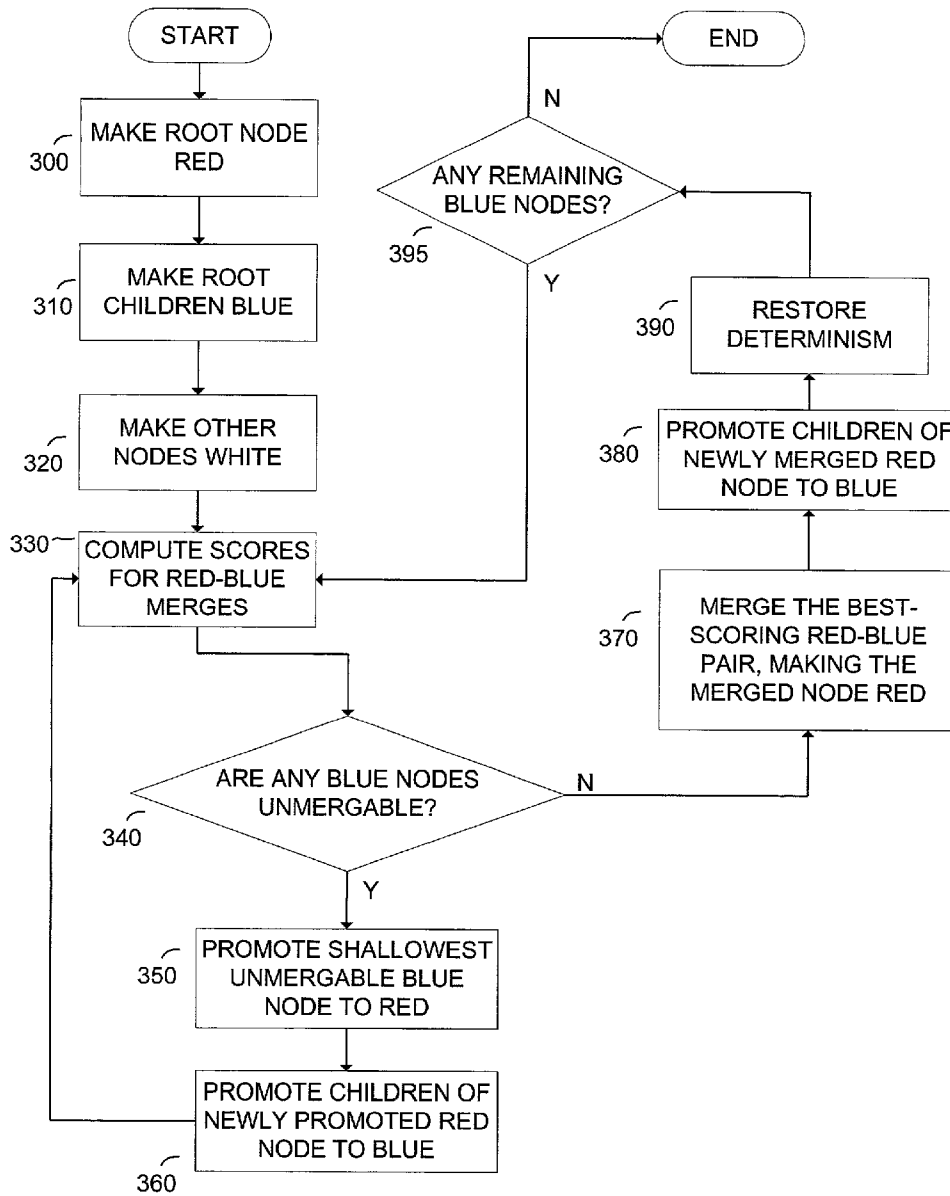 START
300
MAKE ROOT NODE
RED
310
MAKE ROOT
CHILDREN BLUE
320
MAKE OTHER
NODES WHITE
330
COMPUTE SCORES
FOR RED-BLUE
MERGES
340
ARE ANY BLUE NODES
UNMERGABLE?
Y
N
350
PROMOTE SHALLOWEST
UNMERGABLE BLUE
NODE TO RED
360
PROMOTE CHILDREN OF
NEWLY PROMOTED RED
NODE TO BLUE
370
MERGE THE BEST-
SCORING RED-BLUE
PAIR, MAKING THE
MERGED NODE RED
380
PROMOTE CHILDREN OF
NEWLY MERGED RED
NODE TO BLUE
390
RESTORE
DETERMINISM
395
ANY REMAINING
BLUE NODES?
Y
N
END